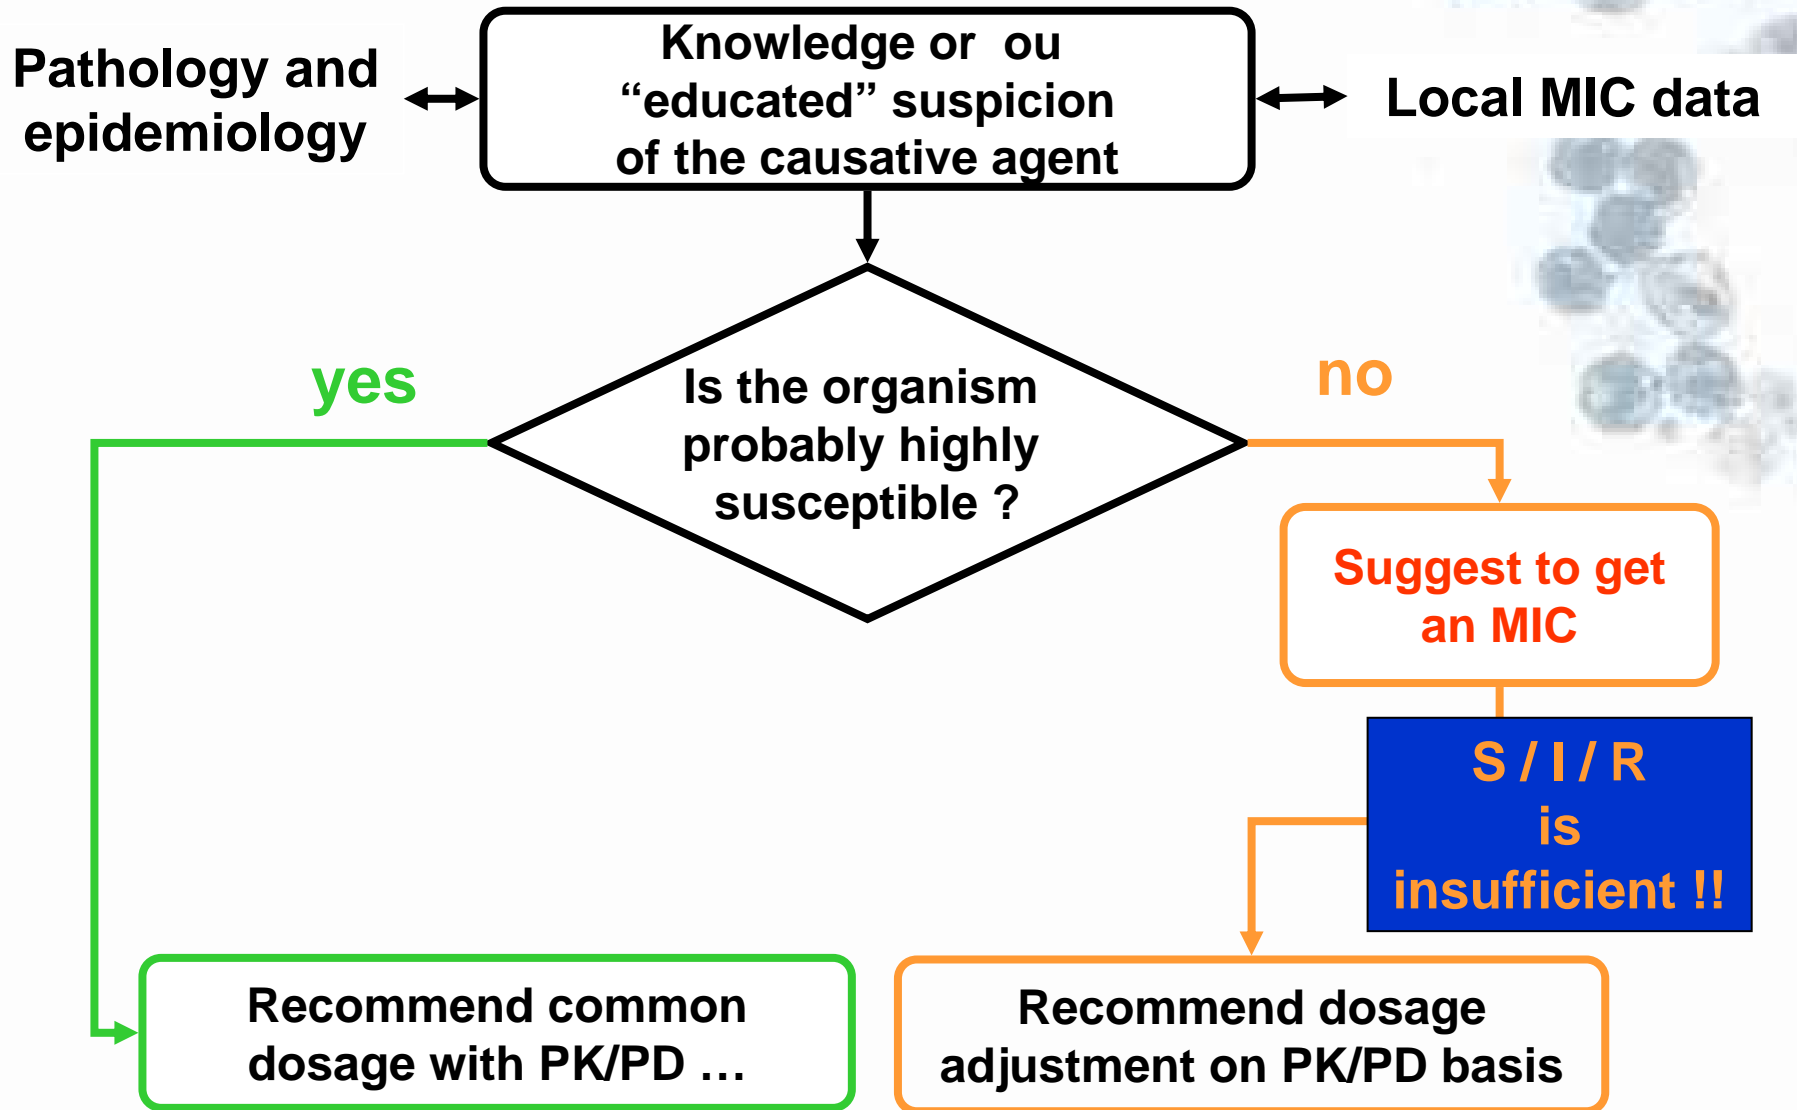 Pathology and
epidemiology
Knowledge or ou
“educated” suspicion
of the causative agent
Local MIC data
yes
Is the organism
probably highly
susceptible ?
no
Suggest to get
an MIC
S / I / R
is
insufficient !!
Recommend common
dosage with PK/PD ...
Recommend dosage
adjustment on PK/PD basis